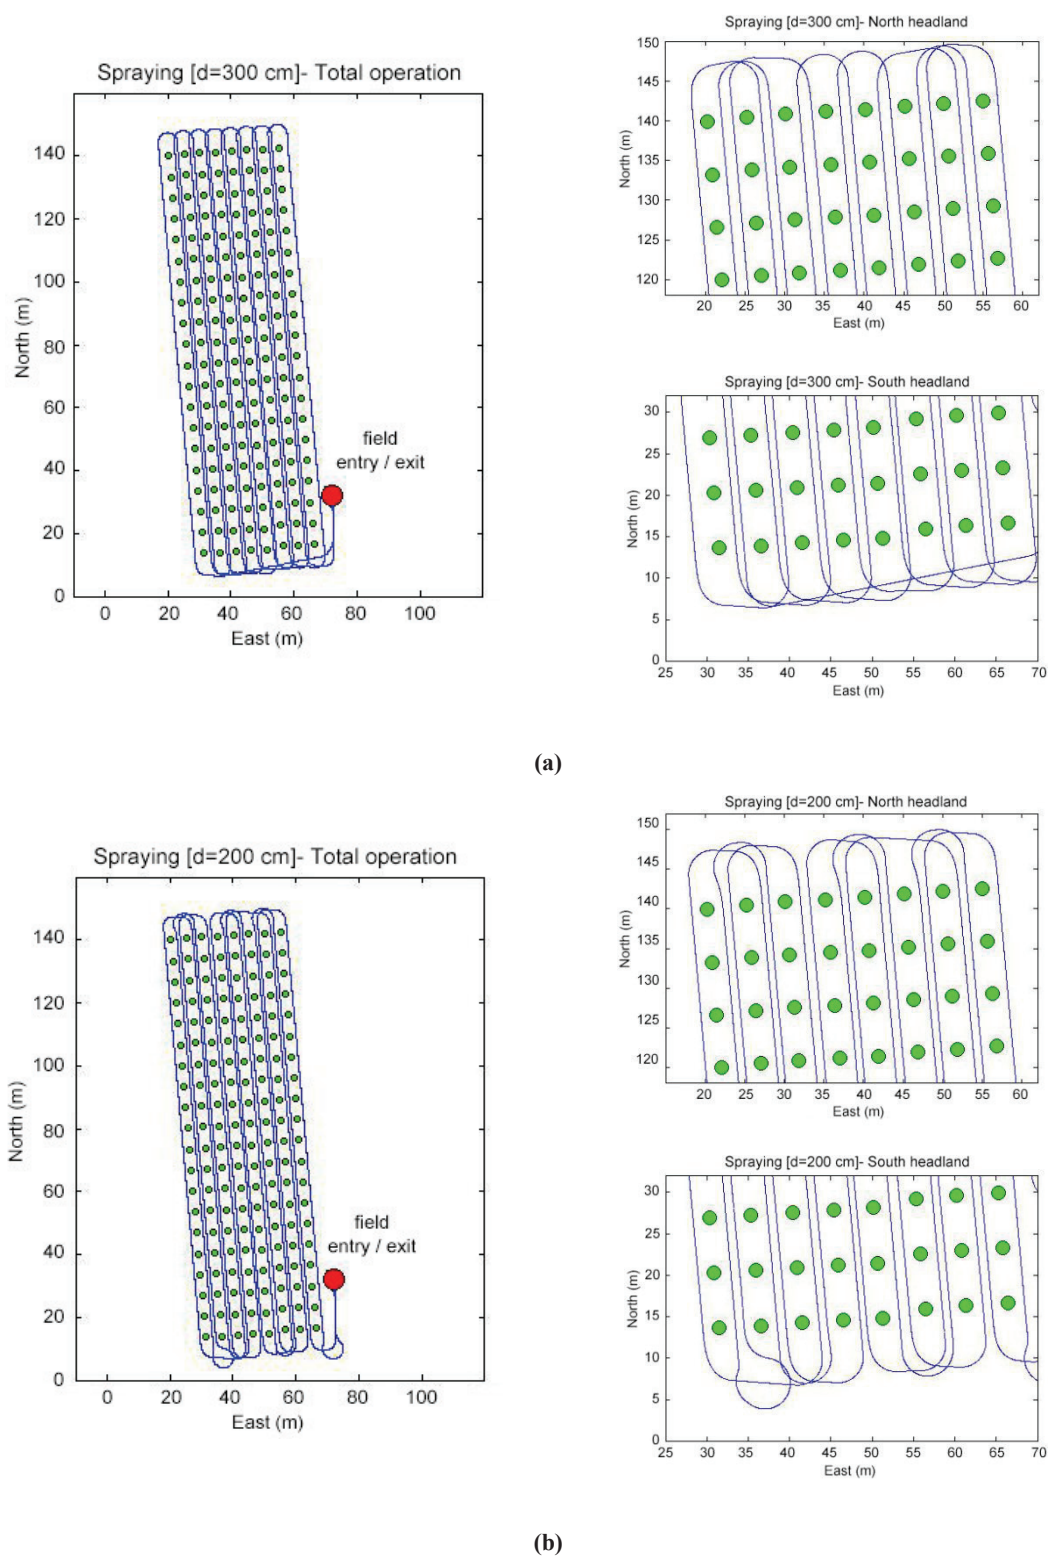 Spraying [d=300 cm]- Total operation
140
120
100
80
60
40
20
0
North (m)
field
entry / exit
0 20 40 60 80 100
East (m)
Spraying [d=300 cm]- North headland
150
145
140
135
130
125
120
North (m)
20 25 30 35 40 45 50 55 60
East (m)
Spraying [d=300 cm]- South headland
30
25
20
15
10
5
0
North (m)
25 30 35 40 45 50 55 60 65 70
East (m)
(a)
Spraying [d=200 cm]- Total operation
140
120
100
80
60
40
20
0
North (m)
field
entry / exit
0 20 40 60 80 100
East (m)
Spraying [d=200 cm]- North headland
150
145
140
135
130
125
120
North (m)
20 25 30 35 40 45 50 55 60
East (m)
Spraying [d=200 cm]- South headland
30
25
20
15
10
5
0
North (m)
25 30 35 40 45 50 55 60 65 70
East (m)
(b)